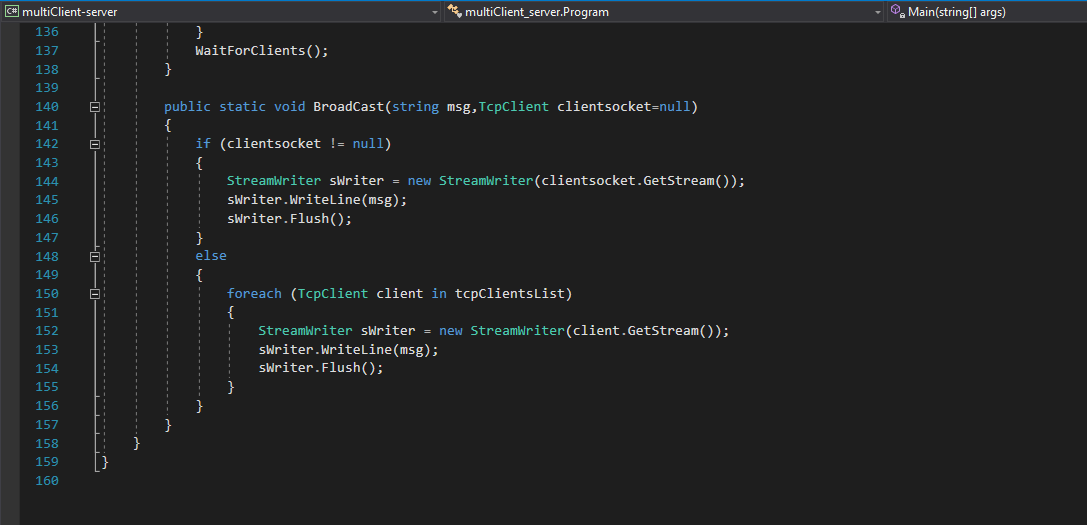 C# multiClient-server multiClient_server.Program Main(string[] args)
136 }
137 WaitForClients();
138 }
139
140 public static void BroadCast(string msg,TcpClient clientsocket=null)
141 {
142 if (clientsocket != null)
143 {
144 StreamWriter sWriter = new StreamWriter(clientsocket.GetStream());
145 sWriter.WriteLine(msg);
146 sWriter.Flush();
147 }
148 else
149 {
150 foreach (TcpClient client in tcpClientsList)
151 {
152 StreamWriter sWriter = new StreamWriter(client.GetStream());
153 sWriter.WriteLine(msg);
154 sWriter.Flush();
155 }
156 }
157 }
158 }
159 }
160